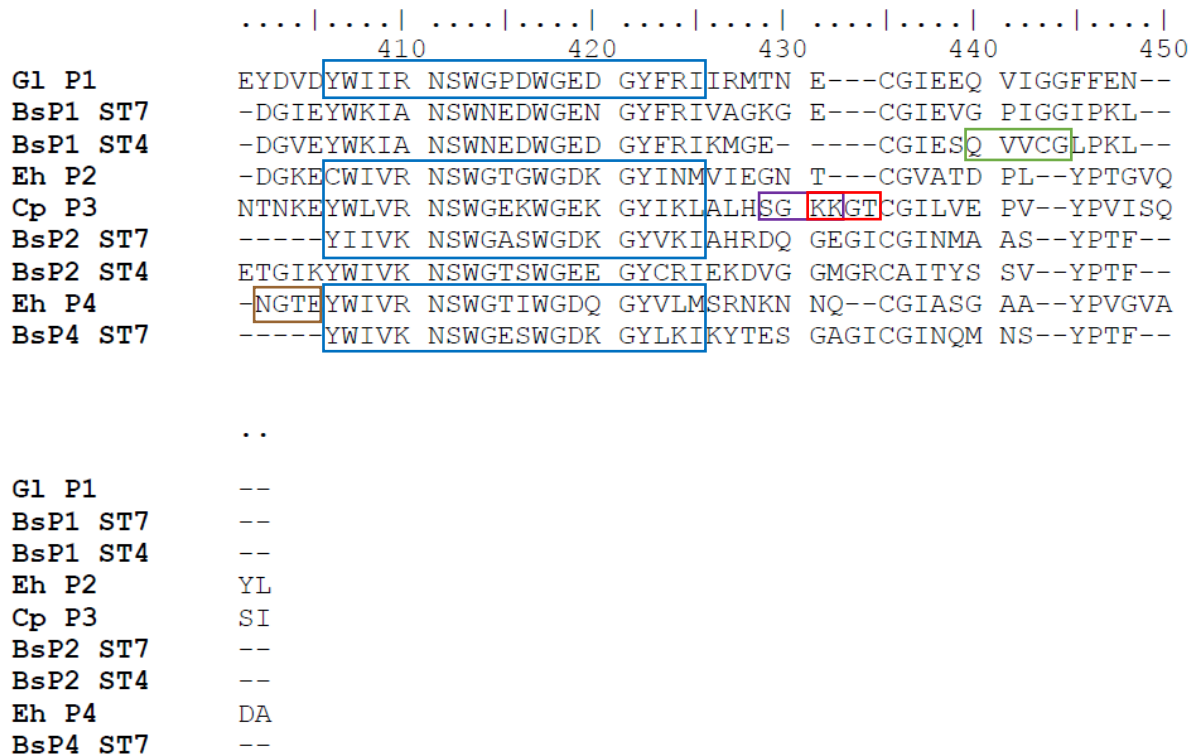 ....|....| ....|....| ....|....| ....|....| ....|....|
410 420 430 440 450
Gl P1 EYDVDYWIIR NSWGPDWGED GYFRIIRMTN E---CGIEEQ VIGGFFEN--
BsP1 ST7 -DGIEYWKIA NSWNEDWGEN GYFRIVAGKG E---CGIEVG PIGGIPKL--
BsP1 ST4 -DGVEYWKIA NSWNEDWGED GYFRIKMGE- ----CGIESQ VVCGLPKL--
Eh P2 -DGKECWIVR NSWGTGWGDK GYINMVIEGN T---CGVATD PL--YPTGVQ
Cp P3 NTNKEYWLVR NSWGEKWGEK GYIKLALHSG KKGTCGILVE PV--YPVISQ
BsP2 ST7 -----YIIVK NSWGASWGDK GYVKIAHRDQ GEGICGINMA AS--YPTF--
BsP2 ST4 ETGIKYWIVK NSWGTSWGEE GYCRIEKDVG GMGRCAITYS SV--YPTF--
Eh P4 -NGTEYWIVR NSWGTIWGDQ GYVLMSRNKN NQ--CGIASG AA--YPVGVA
BsP4 ST7 -----YWIVK NSWGESWGDK GYLKIKYTES GAGICGINQM NS--YPTF--
..
Gl P1 --
BsP1 ST7 --
BsP1 ST4 --
Eh P2 YL
Cp P3 SI
BsP2 ST7 --
BsP2 ST4 --
Eh P4 DA
BsP4 ST7 --